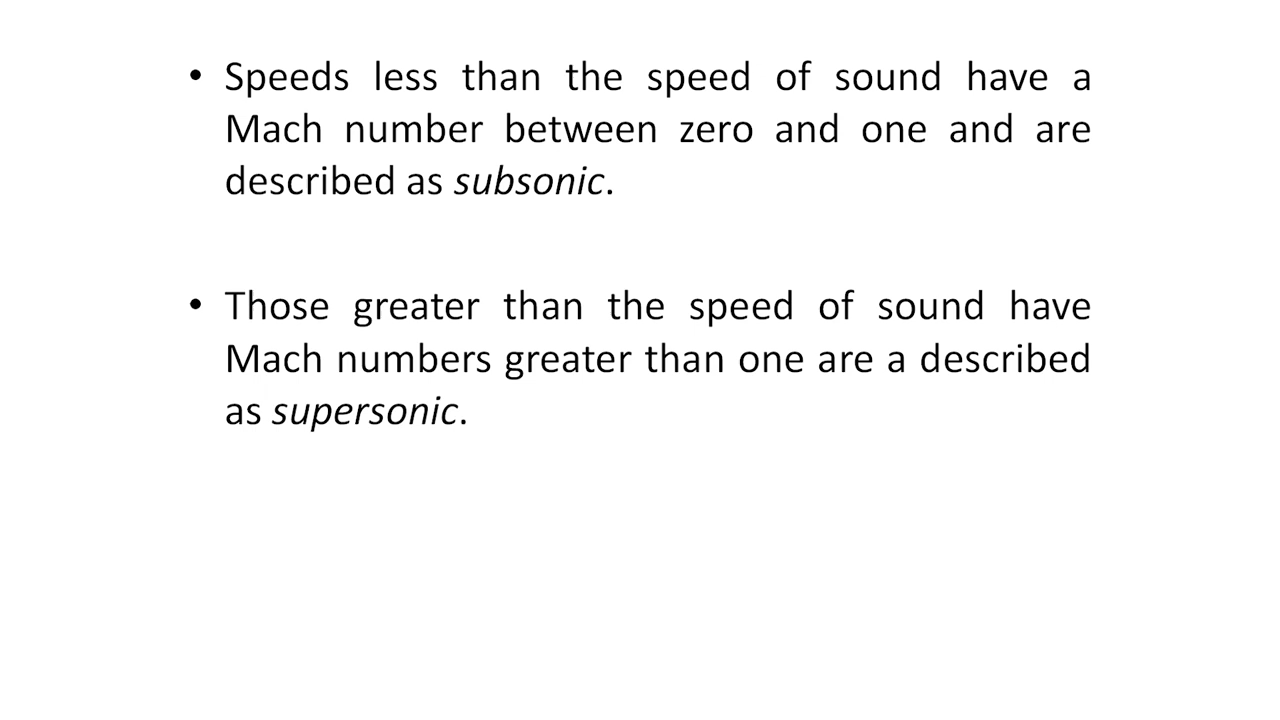 • Speeds less than the speed of sound have a
Mach number between zero and one and are
described as subsonic.
• Those greater than the speed of sound have
Mach numbers greater than one are a described
as supersonic.